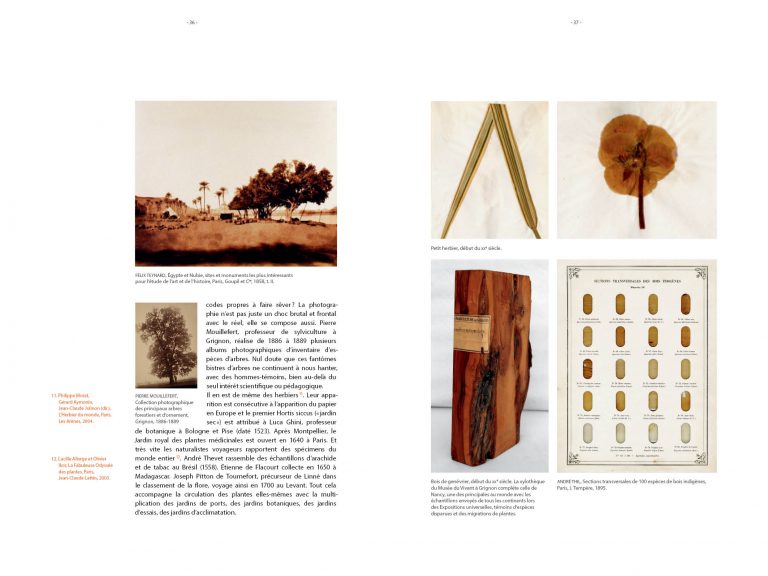 - 36 -
FÉLIX TEYNARD, Égypte et Nubie, sites et monuments les plus intéressants
pour l'étude de l'art et de l'histoire, Paris, Goupil et Cie, 1858, t. II.
codes propres à faire rêver? La photogra-
phie n'est pas juste un choc brutal et frontal
avec le réel, elle se compose aussi. Pierre
Mouillefert, professeur de sylviculture à
Grignon, réalise de 1886 à 1889 plusieurs
albums photographiques d'inventaire d'es-
pèces d'arbres. Nul doute que ces fantômes
bistres d'arbres ne continuent à nous hanter,
avec des hommes-témoins, bien au-delà du
seul intérêt scientifique ou pédagogique.
Il en est de même des herbiers 11. Leur appa-
rition est consécutive à l'apparition du papier
en Europe et le premier Hortis siccus (« jardin
sec ») est attribué à Luca Ghini, professeur
de botanique à Bologne et Pise (daté 1523). Après Montpellier, le
Jardin royal des plantes médicinales est ouvert en 1640 à Paris. Et
très vite les naturalistes voyageurs rapportent des spécimens du
monde entier 12. André Thevet rassemble des échantillons d'arachide
et de tabac au Brésil (1558). Étienne de Flacourt collecte en 1650 à
Madagascar. Joseph Pitton de Tournefort, précurseur de Linné dans
le classement de la flore, voyage ainsi en 1700 au Levant. Tout cela
accompagne la circulation des plantes elles-mêmes avec la multi-
plication des jardins de ports, des jardins botaniques, des jardins
d'essais, des jardins d'acclimatation.
PIERRE MOUILLEFERT,
Collection photographique
des principaux arbres
forestiers et d'ornement,
Grignon, 1886-1889
11. Philippe Morat,
Gérard Aymonin,
Jean-Claude Jolinon (dir.),
L'Herbier du monde, Paris,
Les Arènes, 2004.
12. Lucile Allorge et Olivier
Ikor, La Fabuleuse Odyssée
des plantes, Paris,
Jean-Claude Lattès, 2003.
- 37 -
Petit herbier, début du XXe siècle.
SECTIONS TRANSVERSALES DES BOIS INDIGÈNES
Bois de genévrier, début du XXe siècle. La xylothèque
du Musée du Vivant à Grignon complète celle de
Nancy, une des principales au monde avec les
échantillons envoyés de tous les continents lors
des Expositions universelles, témoins d'espèces
disparues et des migrations de plantes.
ANDRÉ THIL, Sections transversales de 100 espèces de bois indigènes,
Paris, J. Tempère, 1895.